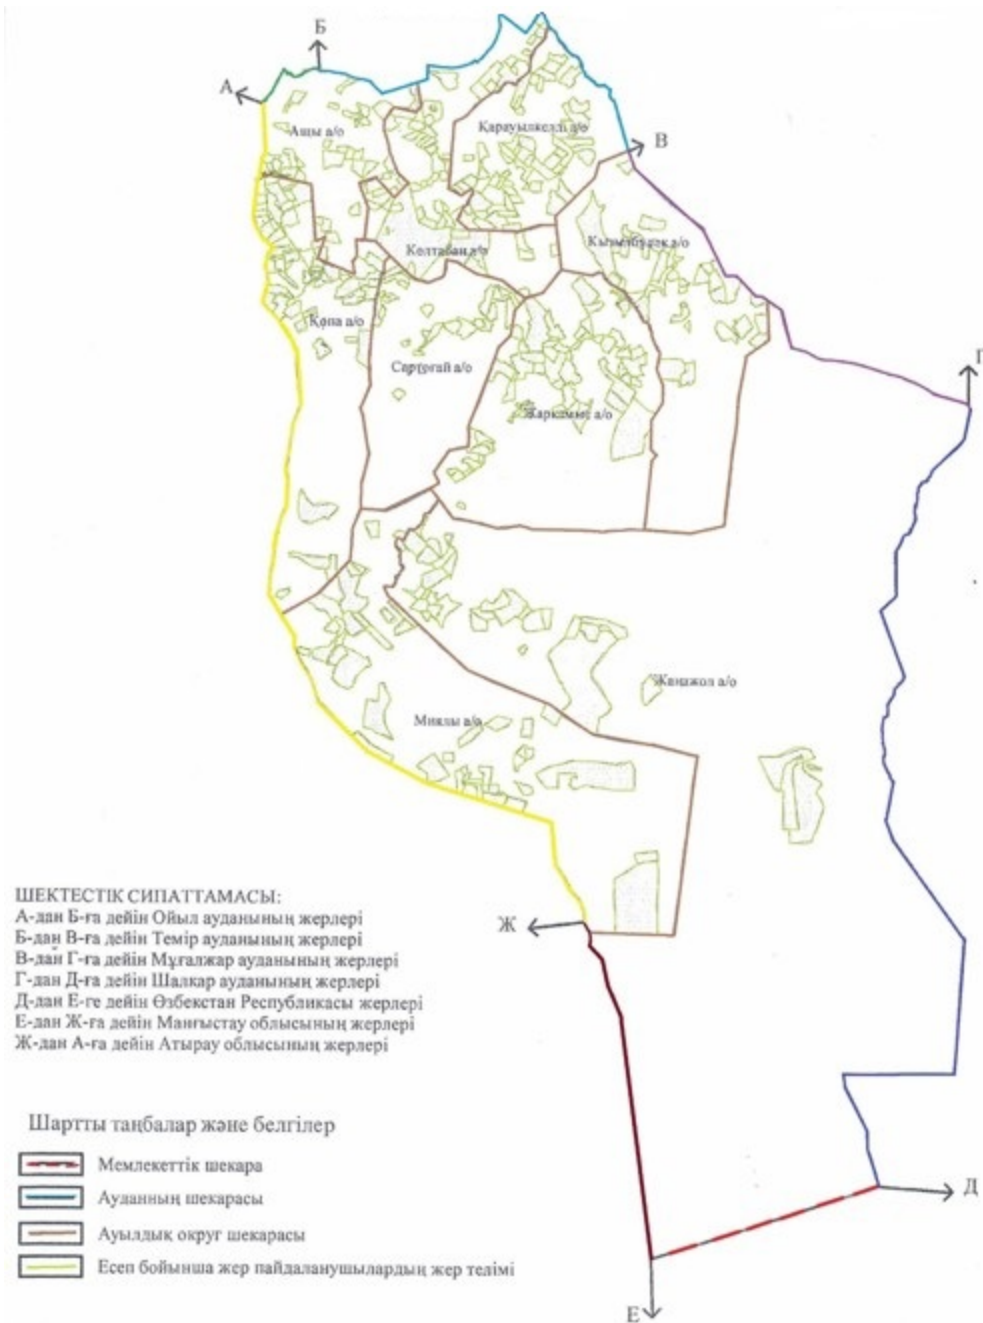 Б
А
Ащы а/о
Қарауылкелді а/о
В
Көлтабан а/о
Қызылбұлақ а/о
Қопа а/о
Г
Сартоғай а/о
Жарқамыс а/о
Жаңажол а/о
Миялы а/о
ШЕКТЕСТІК СИПАТТАМАСЫ:
А-дан Б-ға дейін Ойыл ауданының жерлері
Б-дан В-ға дейін Темір ауданының жерлері
В-дан Г-ға дейін Мұғалжар ауданының жерлері
Г-дан Д-ға дейін Шалқар ауданының жерлері
Д-дан Е-ге дейін Өзбекстан Республикасы жерлері
Е-дан Ж-ға дейін Манғыстау облысының жерлері
Ж-дан А-ға дейін Атырау облысының жерлері
Ж
Шартты таңбалар және белгілер
Мемлекеттік шекара
Ауданның шекарасы
Ауылдық округ шекарасы
Есеп бойынша жер пайдаланушылардың жер телімі
Д
Е